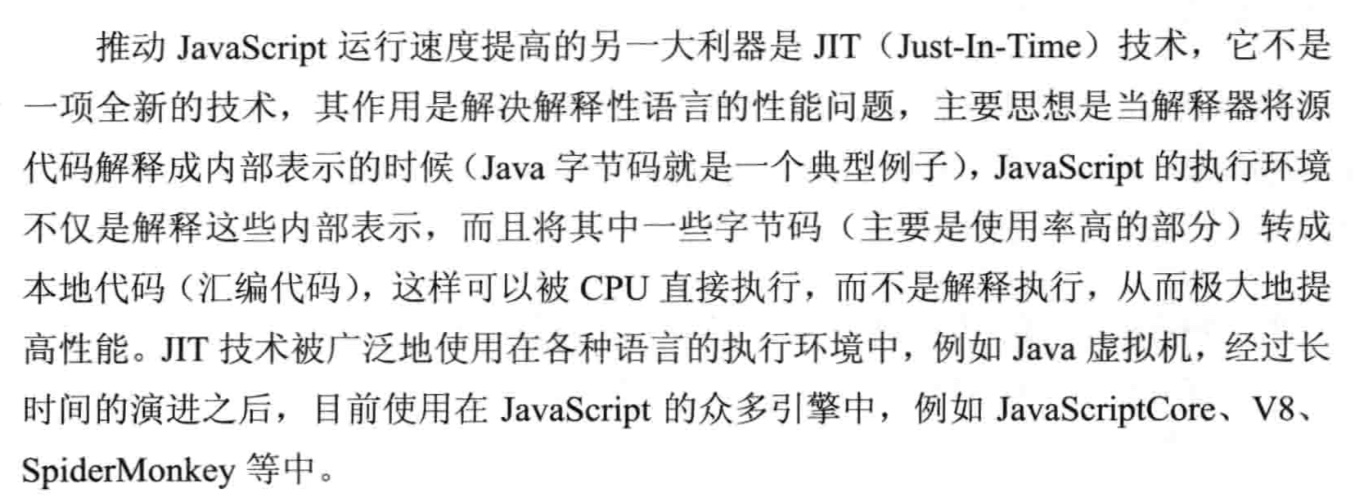 推动 JavaScript 运行速度提高的另一大利器是 JIT（Just-In-Time）技术，它不是
一项全新的技术，其作用是解决解释性语言的性能问题，主要思想是当解释器将源
代码解释成内部表示的时候（Java 字节码就是一个典型例子），JavaScript 的执行环境
不仅是解释这些内部表示，而且将其中一些字节码（主要是使用率高的部分）转成
本地代码（汇编代码），这样可以被 CPU 直接执行，而不是解释执行，从而极大地提
高性能。JIT 技术被广泛地使用在各种语言的执行环境中，例如 Java 虚拟机，经过长
时间的演进之后，目前使用在 JavaScript 的众多引擎中，例如 JavaScriptCore、V8、
SpiderMonkey 等中。